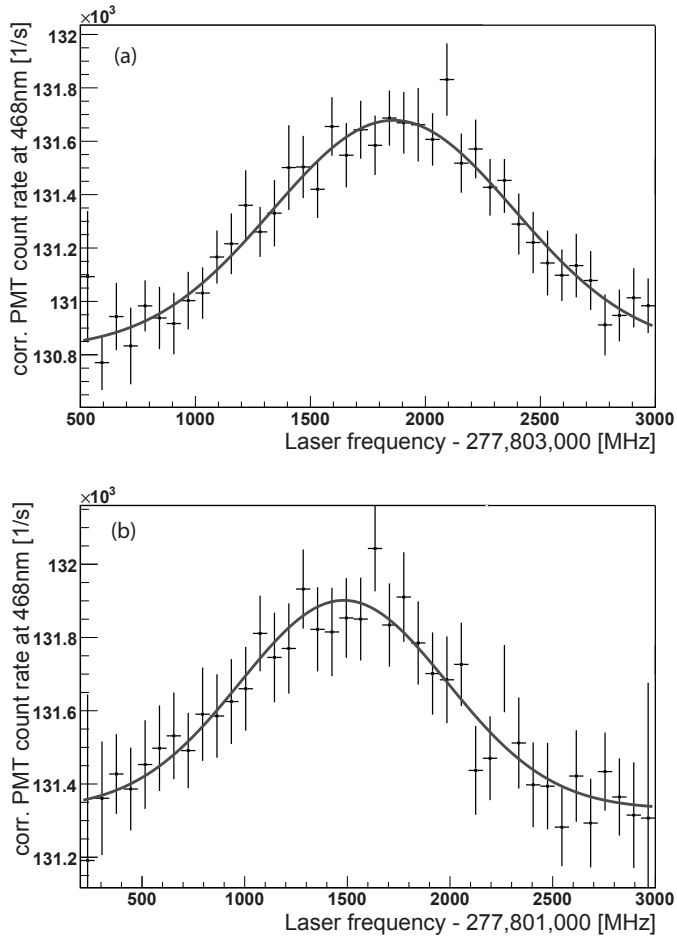 ×10³
132
(a)
131.8
131.6
131.4
131.2
131
130.8
corr. PMT count rate at 468nm [1/s]
500 1000 1500 2000 2500 3000
Laser frequency - 277,803,000 [MHz]
×10³
(b)
132
131.8
131.6
131.4
131.2
corr. PMT count rate at 468nm [1/s]
500 1000 1500 2000 2500 3000
Laser frequency - 277,801,000 [MHz]